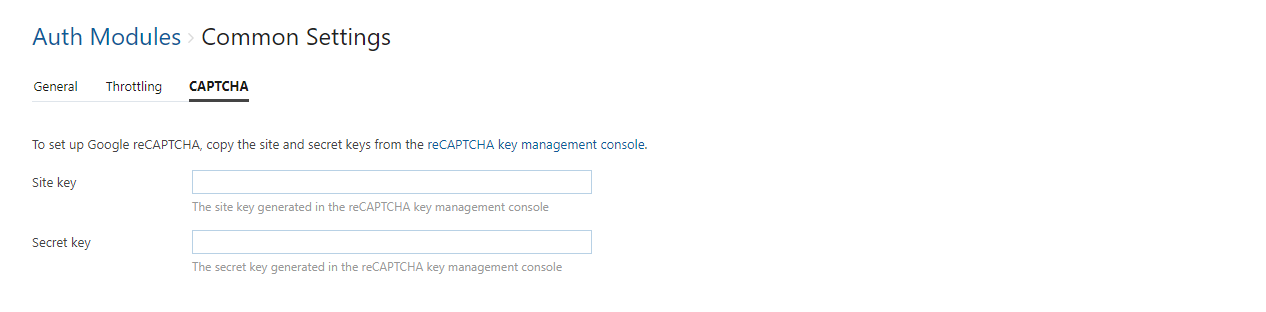 Auth Modules › Common Settings
General Throttling CAPTCHA
To set up Google reCAPTCHA, copy the site and secret keys from the reCAPTCHA key management console.
Site key
The site key generated in the reCAPTCHA key management console
Secret key
The secret key generated in the reCAPTCHA key management console